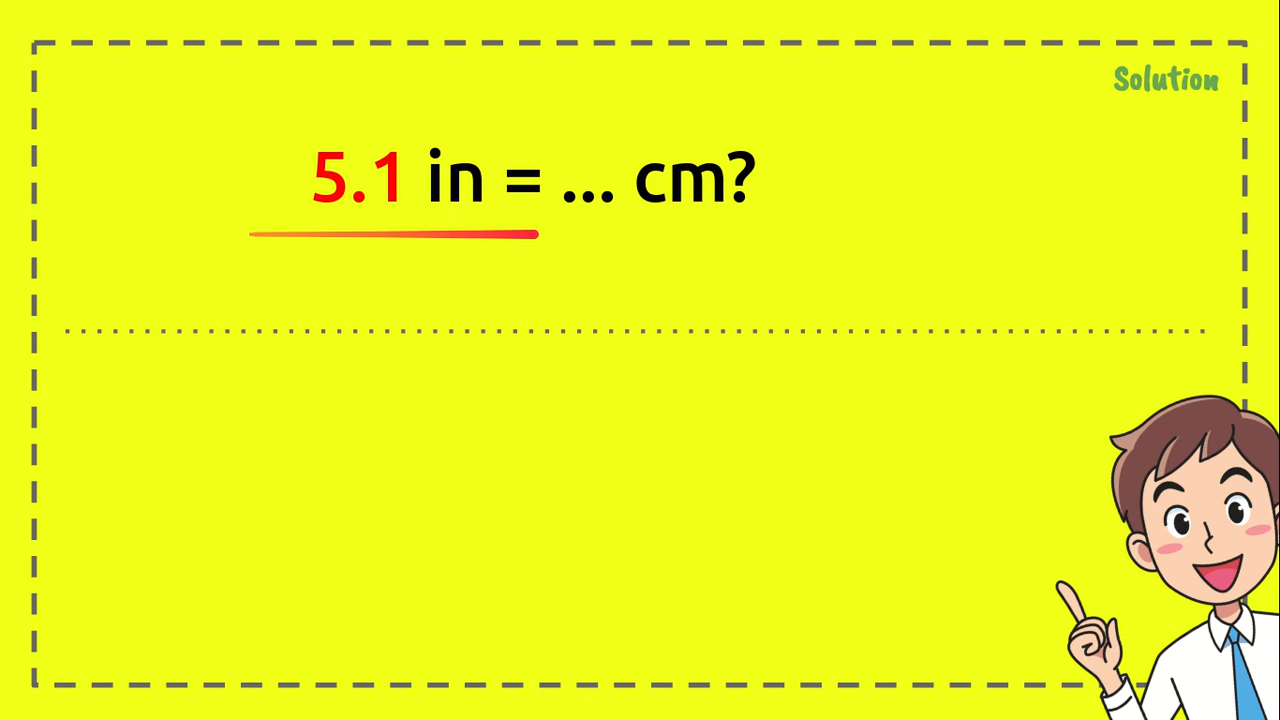 Solution
5.1 in = ... cm?